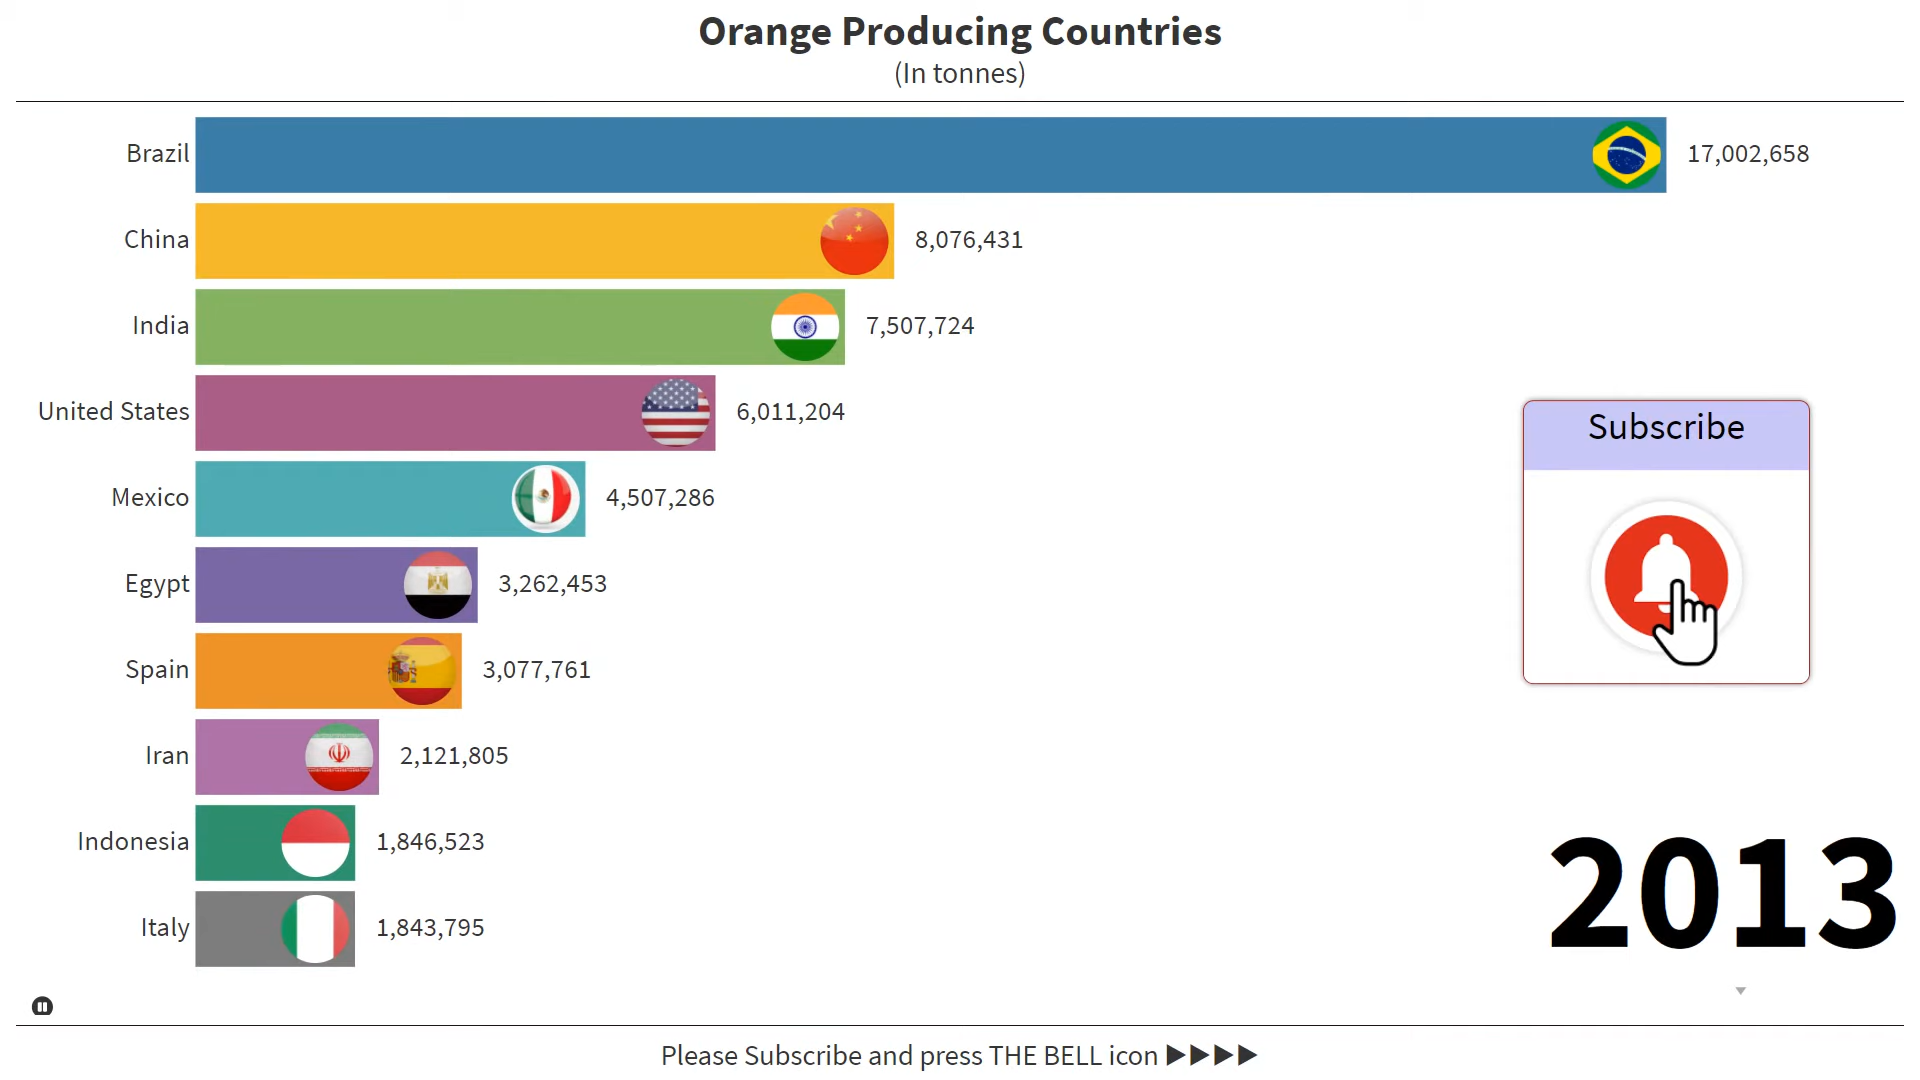 Orange Producing Countries
(In tonnes)
Brazil 17,002,658
China 8,076,431
India 7,507,724
United States 6,011,204
Mexico 4,507,286
Egypt 3,262,453
Spain 3,077,761
Iran 2,121,805
Indonesia 1,846,523
Italy 1,843,795
Subscribe
2013
Please Subscribe and press THE BELL icon ▶▶▶▶